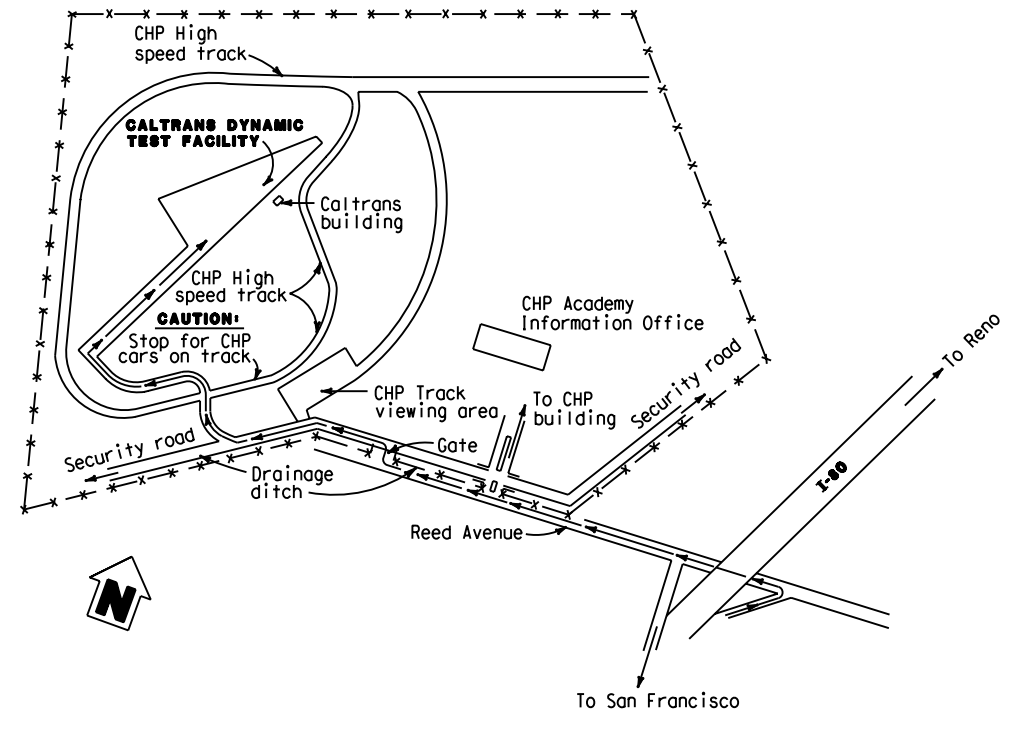 CHP High
speed track
CALTRANS DYNAMIC
TEST FACILITY
Caltrans
building
CHP High
speed track
CAUTION:
Stop for CHP
cars on track
CHP Academy
Information Office
To Reno
Security road
CHP Track
viewing area
To CHP
building
Security road
Gate
Drainage
ditch
I-80
Reed Avenue
N
To San Francisco